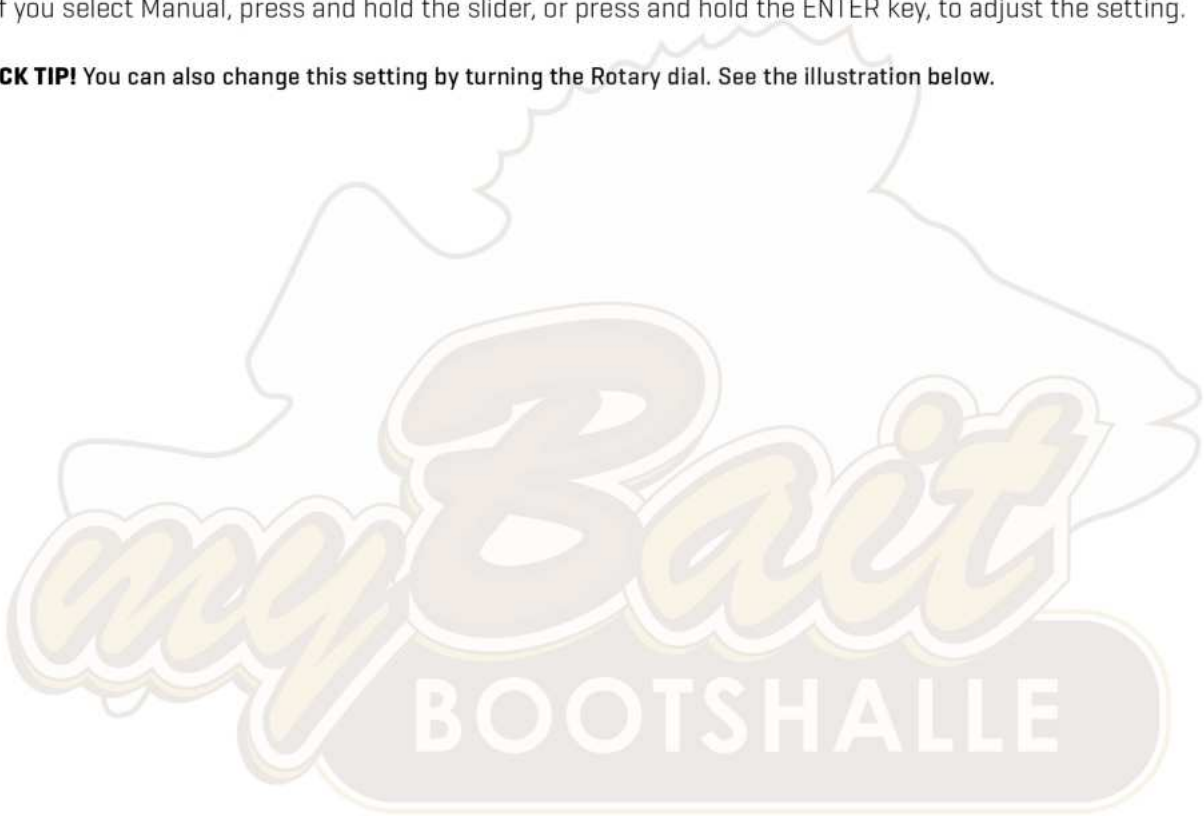 f you select Manual, press and hold the slider, or press and hold the ENTER key, to adjust the setting.
CK TIP! You can also change this setting by turning the Rotary dial. See the illustration below.
myBait
BOOTSHALLE